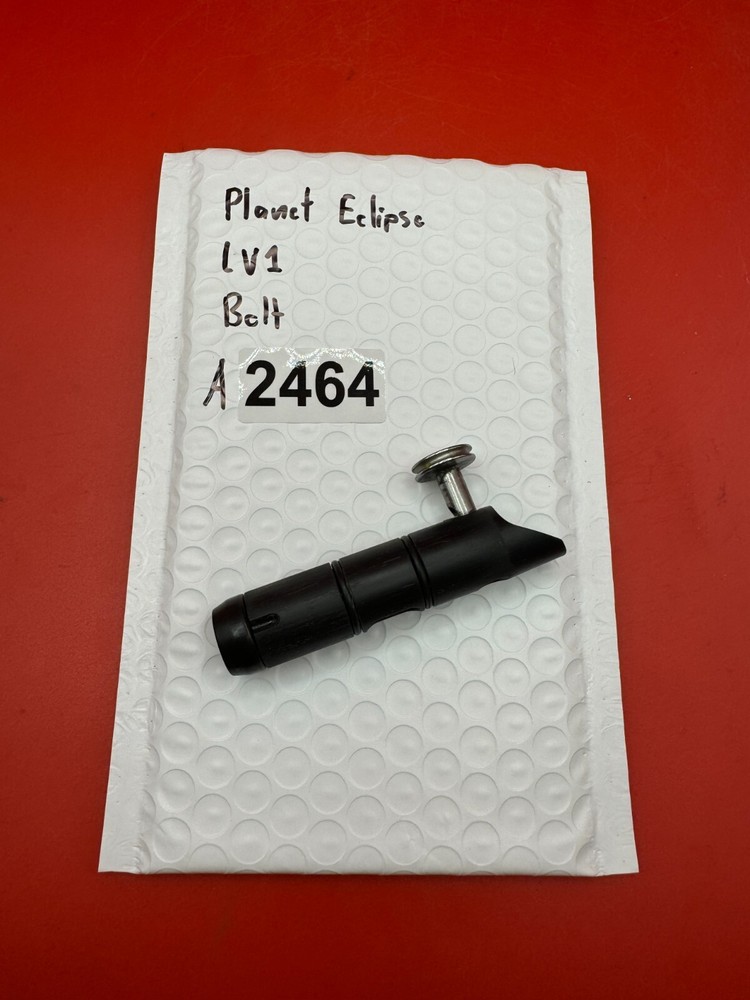 Planet Eclipse
LV1
Bolt
A 2464